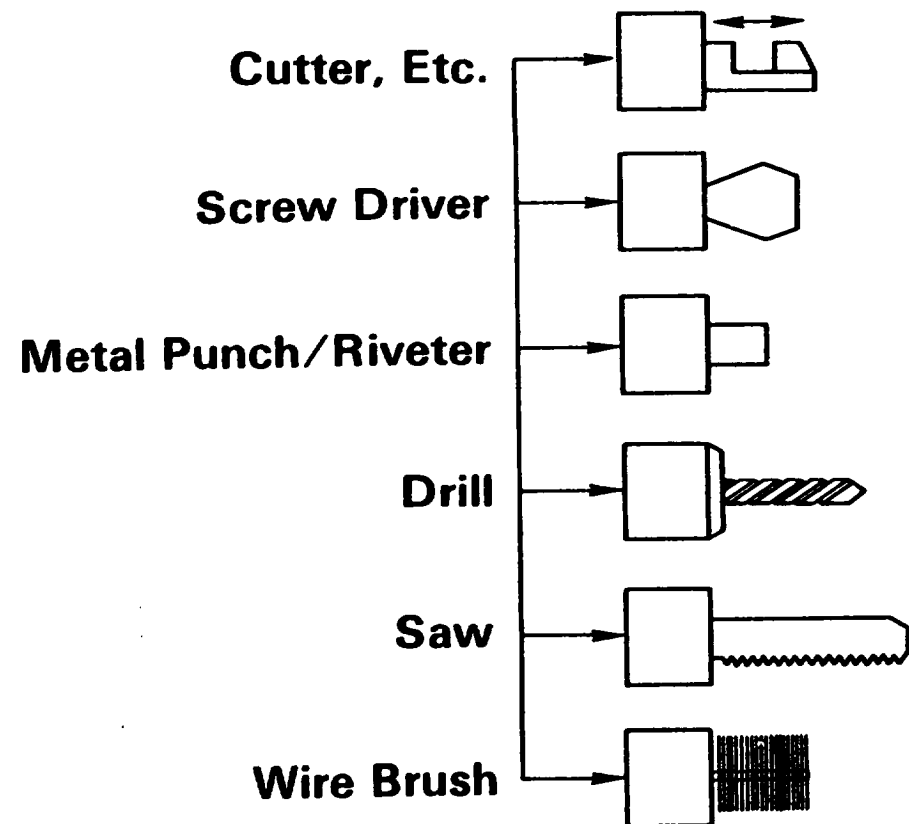 Cutter, Etc.
Screw Driver
Metal Punch/Riveter
Drill
Saw
Wire Brush